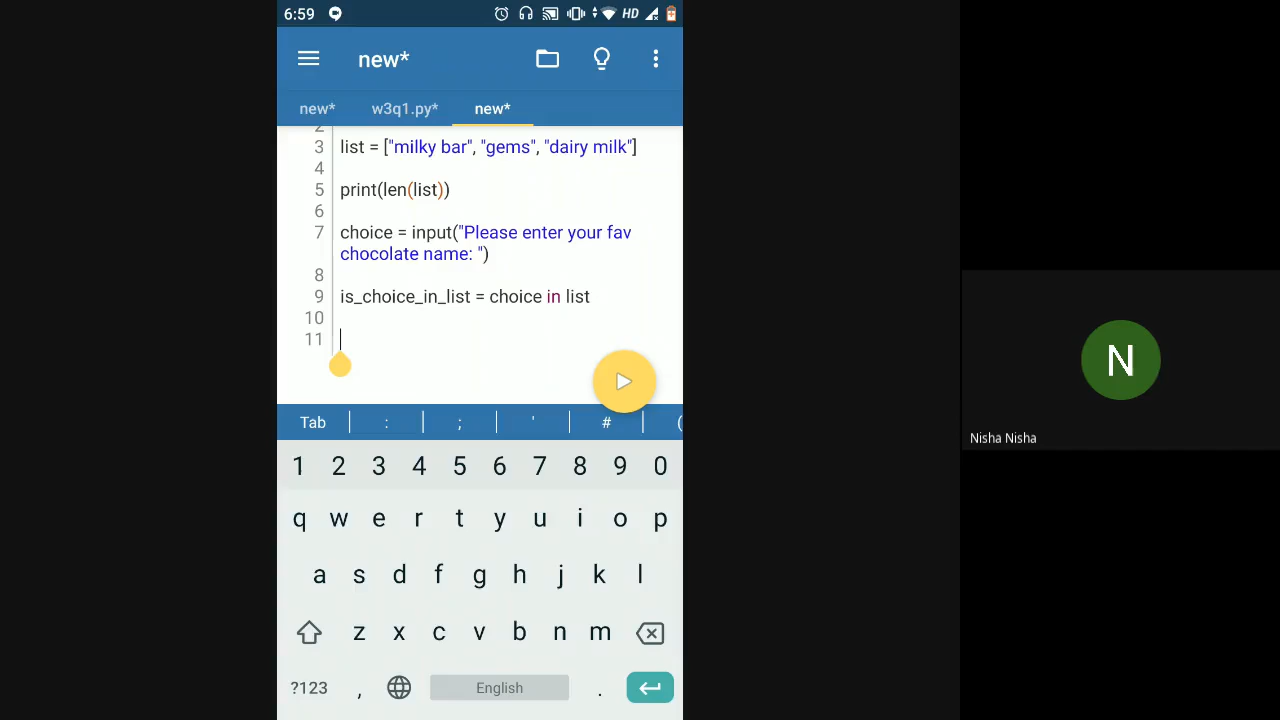 6:59 HD
new*
new* w3q1.py* new*
2
3 list = ["milky bar", "gems", "dairy milk"]
4
5 print(len(list))
6
7 choice = input("Please enter your fav
chocolate name: ")
8
9 is_choice_in_list = choice in list
10
11
Tab : ; ' # (
1 2 3 4 5 6 7 8 9 0
q w e r t y u i o p
a s d f g h j k l
z x c v b n m
?123 , English .
N
Nisha Nisha